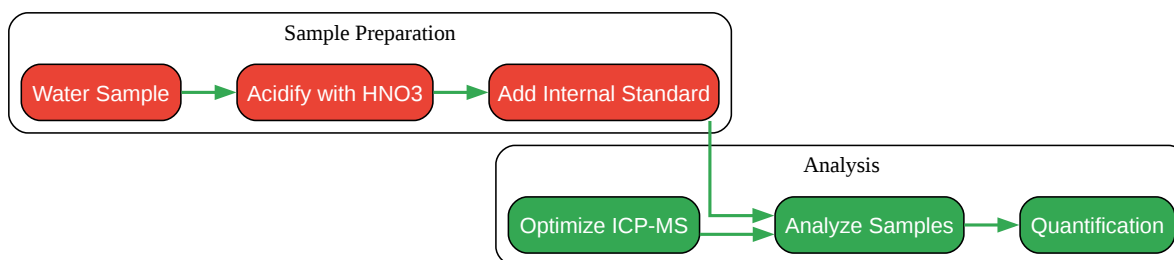 Sample Preparation
Water Sample
Acidify with HNO3
Add Internal Standard
Analysis
Optimize ICP-MS
Analyze Samples
Quantification